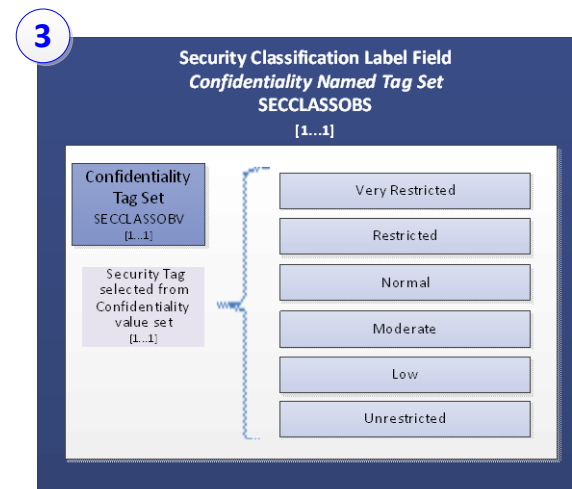 3
Security Classification Label Field
Confidentiality Named Tag Set
SECCLASSOBS
[1...1]
Confidentiality
Tag Set
SECCLASSOBV
[1...1]
Security Tag
selected from
Confidentiality
value set
[1...1]
Very Restricted
Restricted
Normal
Moderate
Low
Unrestricted